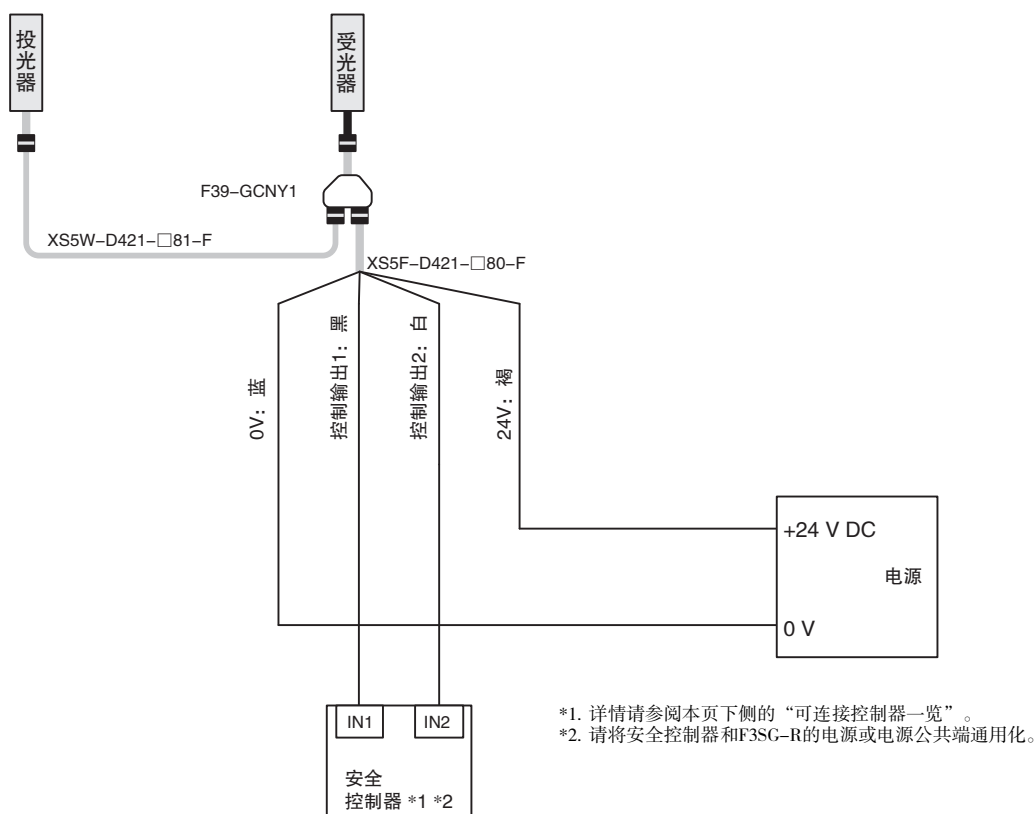 投光器
受光器
F39-GCNY1
XS5W-D421-□81-F
XS5F-D421-□80-F
0V：蓝
控制输出1：黑
控制输出2：白
24V：褐
+24 V DC
电源
0 V
IN1
IN2
安全
控制器 *1 *2
*1. 详情请参阅本页下侧的“可连接控制器一览”。
*2. 请将安全控制器和F3SG-R的电源或电源公共端通用化。